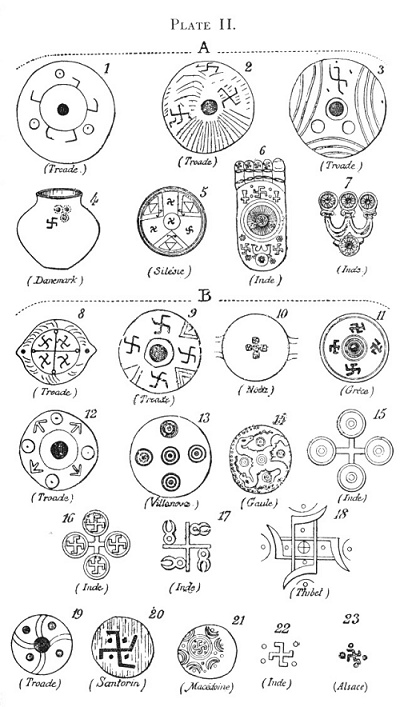 PLATE II.
A
1 2 3
(Troade.) (Troade) (Troade)
4 5 6 7
(Danemark) (Silésie) (Inde) (Inde)
B
8 9 10 11
(Troade) (Troade) (Grèce)
12 13 14 15
(Troade) (Villanova) (Gaule) (Inde)
16 17 18
(Inde) (Inde) (Thibet)
19 20 21 22 23
(Troade) (Santorin) (Macédoine) (Inde) (Alsace)